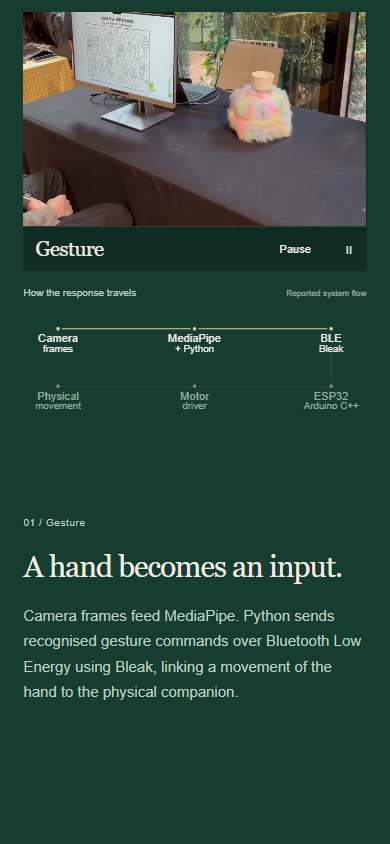 Gesture
Pause
How the response travels
Reported system flow
Camera
frames
MediaPipe
+ Python
BLE
Bleak
Physical
movement
Motor
driver
ESP32
Arduino C++
01 / Gesture
A hand becomes an input.
Camera frames feed MediaPipe. Python sends
recognised gesture commands over Bluetooth Low
Energy using Bleak, linking a movement of the
hand to the physical companion.